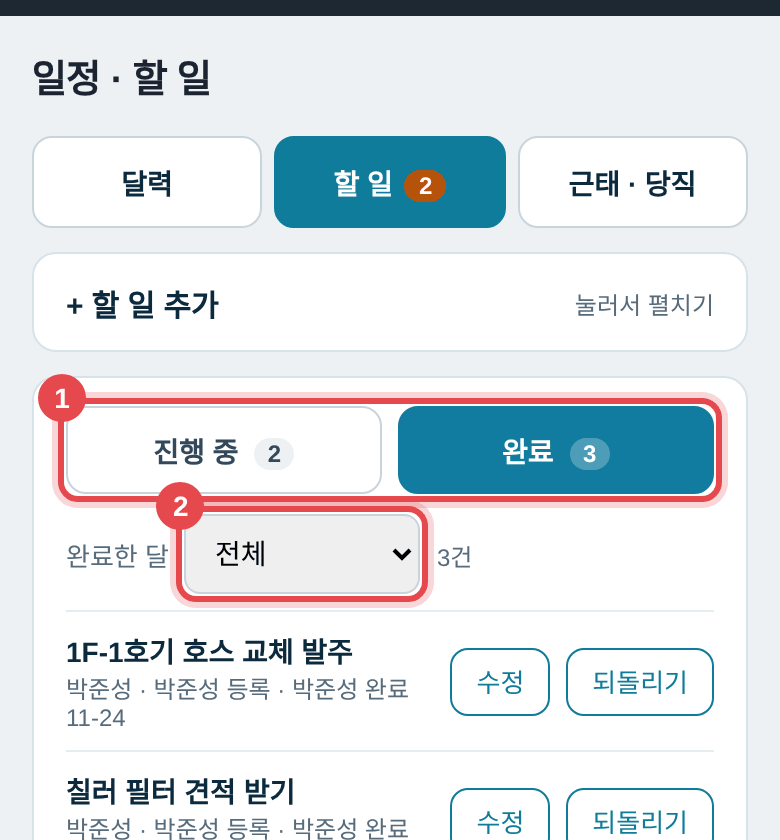 일정 · 할 일
달력
할 일 2
근태 · 당직
+ 할 일 추가
눌러서 펼치기
1
진행 중 2
완료 3
2
완료한 달
전체
3건
1F-1호기 호스 교체 발주
박준성 · 박준성 등록 · 박준성 완료
11-24
수정
되돌리기
칠러 필터 견적 받기
박준성 · 박준성 등록 · 박준성 완료
수정
되돌리기